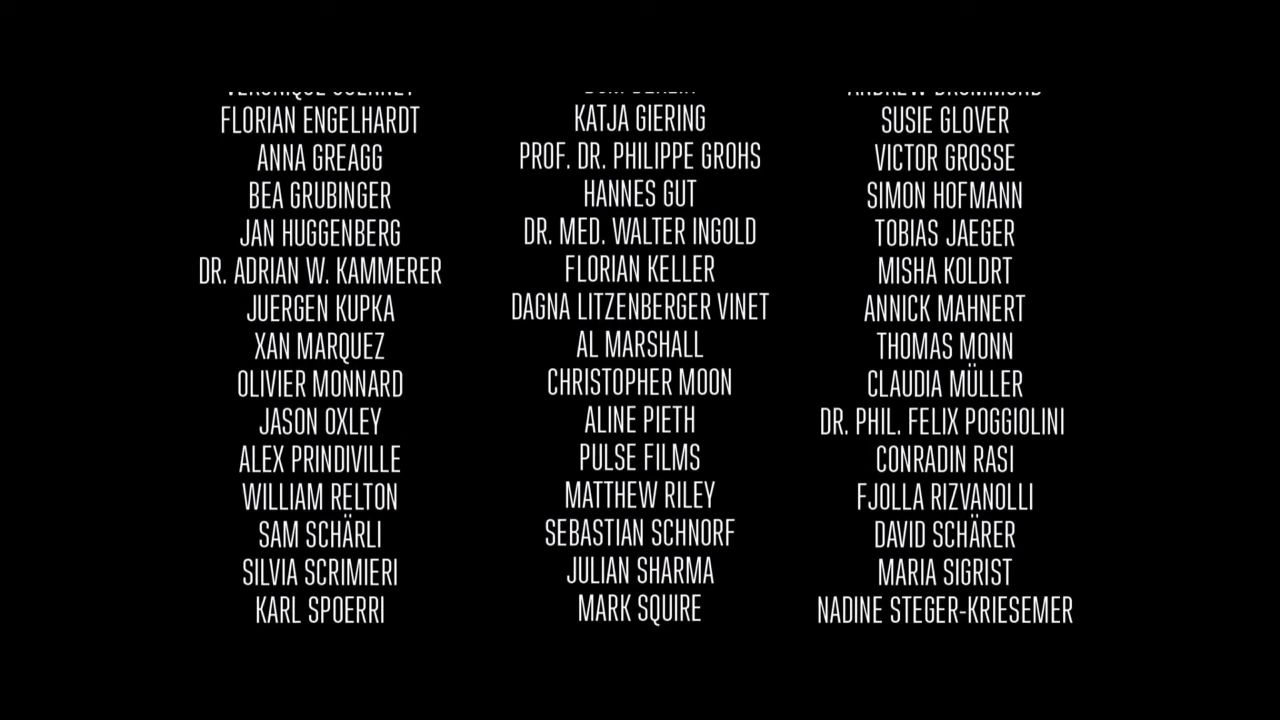 FLORIAN ENGELHARDT
ANNA GREAGG
BEA GRUBINGER
JAN HUGGENBERG
DR. ADRIAN W. KAMMERER
JUERGEN KUPKA
XAN MARQUEZ
OLIVIER MONNARD
JASON OXLEY
ALEX PRINDIVILLE
WILLIAM RELTON
SAM SCHÄRLI
SILVIA SCRIMIERI
KARL SPOERRI
KATJA GIERING
PROF. DR. PHILIPPE GROHS
HANNES GUT
DR. MED. WALTER INGOLD
FLORIAN KELLER
DAGNA LITZENBERGER VINET
AL MARSHALL
CHRISTOPHER MOON
ALINE PIETH
PULSE FILMS
MATTHEW RILEY
SEBASTIAN SCHNORF
JULIAN SHARMA
MARK SQUIRE
ANDREW DRUMMOND
SUSIE GLOVER
VICTOR GROSSE
SIMON HOFMANN
TOBIAS JAEGER
MISHA KOLDRT
ANNICK MAHNERT
THOMAS MONN
CLAUDIA MÜLLER
DR. PHIL. FELIX POGGIOLINI
CONRADIN RASI
FJOLLA RIZVANOLLI
DAVID SCHÄRER
MARIA SIGRIST
NADINE STEGER-KRIESEMER